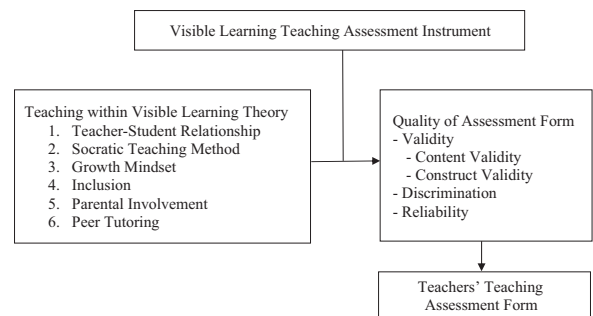 Visible Learning Teaching Assessment Instrument
Teaching within Visible Learning Theory
1. Teacher-Student Relationship
2. Socratic Teaching Method
3. Growth Mindset
4. Inclusion
5. Parental Involvement
6. Peer Tutoring
Quality of Assessment Form
- Validity
- Content Validity
- Construct Validity
- Discrimination
- Reliability
Teachers’ Teaching
Assessment Form